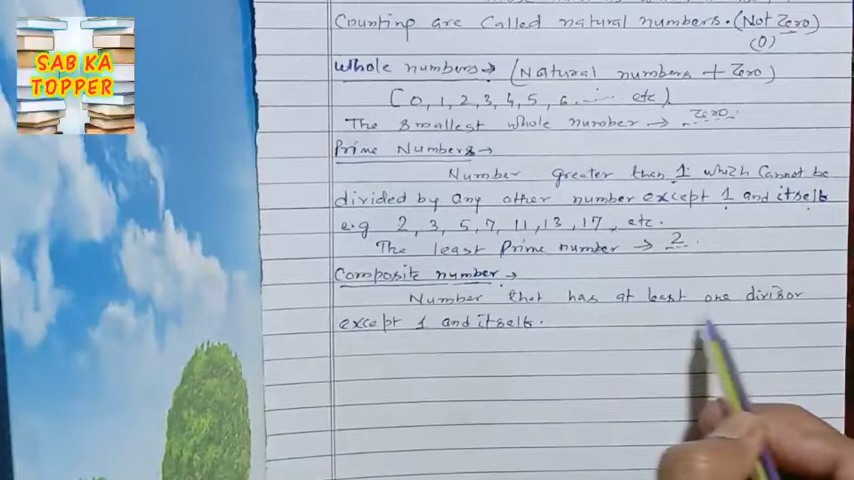 SAB KA
TOPPER
Counting are called natural numbers. (Not Zero)
(0)
Whole numbers → (Natural numbers + Zero)
(0, 1, 2, 3, 4, 5, 6 ...... etc)
The smallest whole number → Zero.
Prime Numbers →
Number greater then 1 which cannot be
divided by any other number except 1 and itself
e.g 2, 3, 5, 7, 11, 13, 17, etc.
The least Prime number → 2.
Composite number →
Number that has at least one divisor
except 1 and itself.